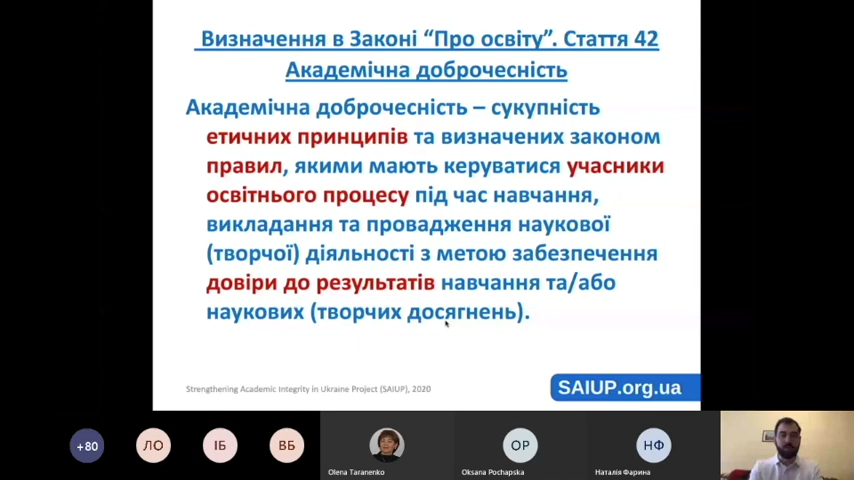 Визначення в Законі “Про освіту”. Стаття 42
Академічна доброчесність
Академічна доброчесність – сукупність
етичних принципів та визначених законом
правил, якими мають керуватися учасники
освітнього процесу під час навчання,
викладання та провадження наукової
(творчої) діяльності з метою забезпечення
довіри до результатів навчання та/або
наукових (творчих досягнень).
Strengthening Academic Integrity in Ukraine Project (SAIUP), 2020
SAIUP.org.ua
+80
ЛО
ІБ
ВБ
OP
НФ
Olena Taranenko
Oksana Pochapska
Наталія Фарина